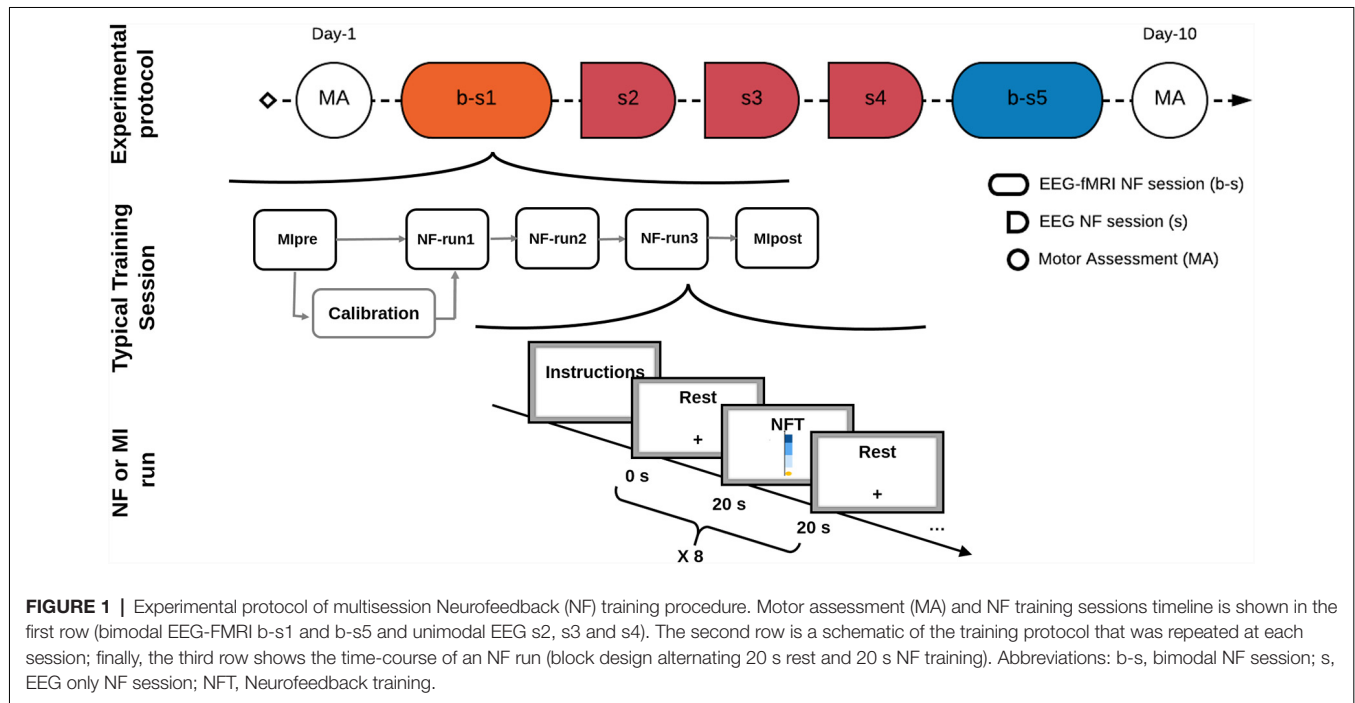 Experimental
protocol
Day-1
Day-10
MA
b-s1
s2
s3
s4
b-s5
MA
EEG-fMRI NF session (b-s)
EEG NF session (s)
Motor Assessment (MA)
Typical Training
Session
MIpre
NF-run1
NF-run2
NF-run3
MIpost
Calibration
NF or MI
run
Instructions
Rest
+
NFT
Rest
+
0 s
20 s
20 s
...
X 8
FIGURE 1 | Experimental protocol of multisession Neurofeedback (NF) training procedure. Motor assessment (MA) and NF training sessions timeline is shown in the
first row (bimodal EEG-FMRI b-s1 and b-s5 and unimodal EEG s2, s3 and s4). The second row is a schematic of the training protocol that was repeated at each
session; finally, the third row shows the time-course of an NF run (block design alternating 20 s rest and 20 s NF training). Abbreviations: b-s, bimodal NF session; s,
EEG only NF session; NFT, Neurofeedback training.